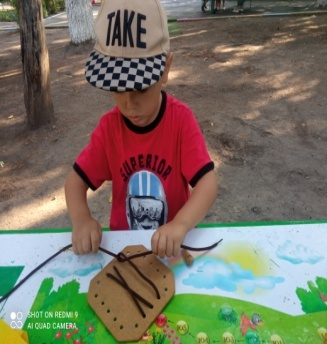 TAKE
SUPERIOR
SHOT ON REDMI 9
AI QUAD CAMERA